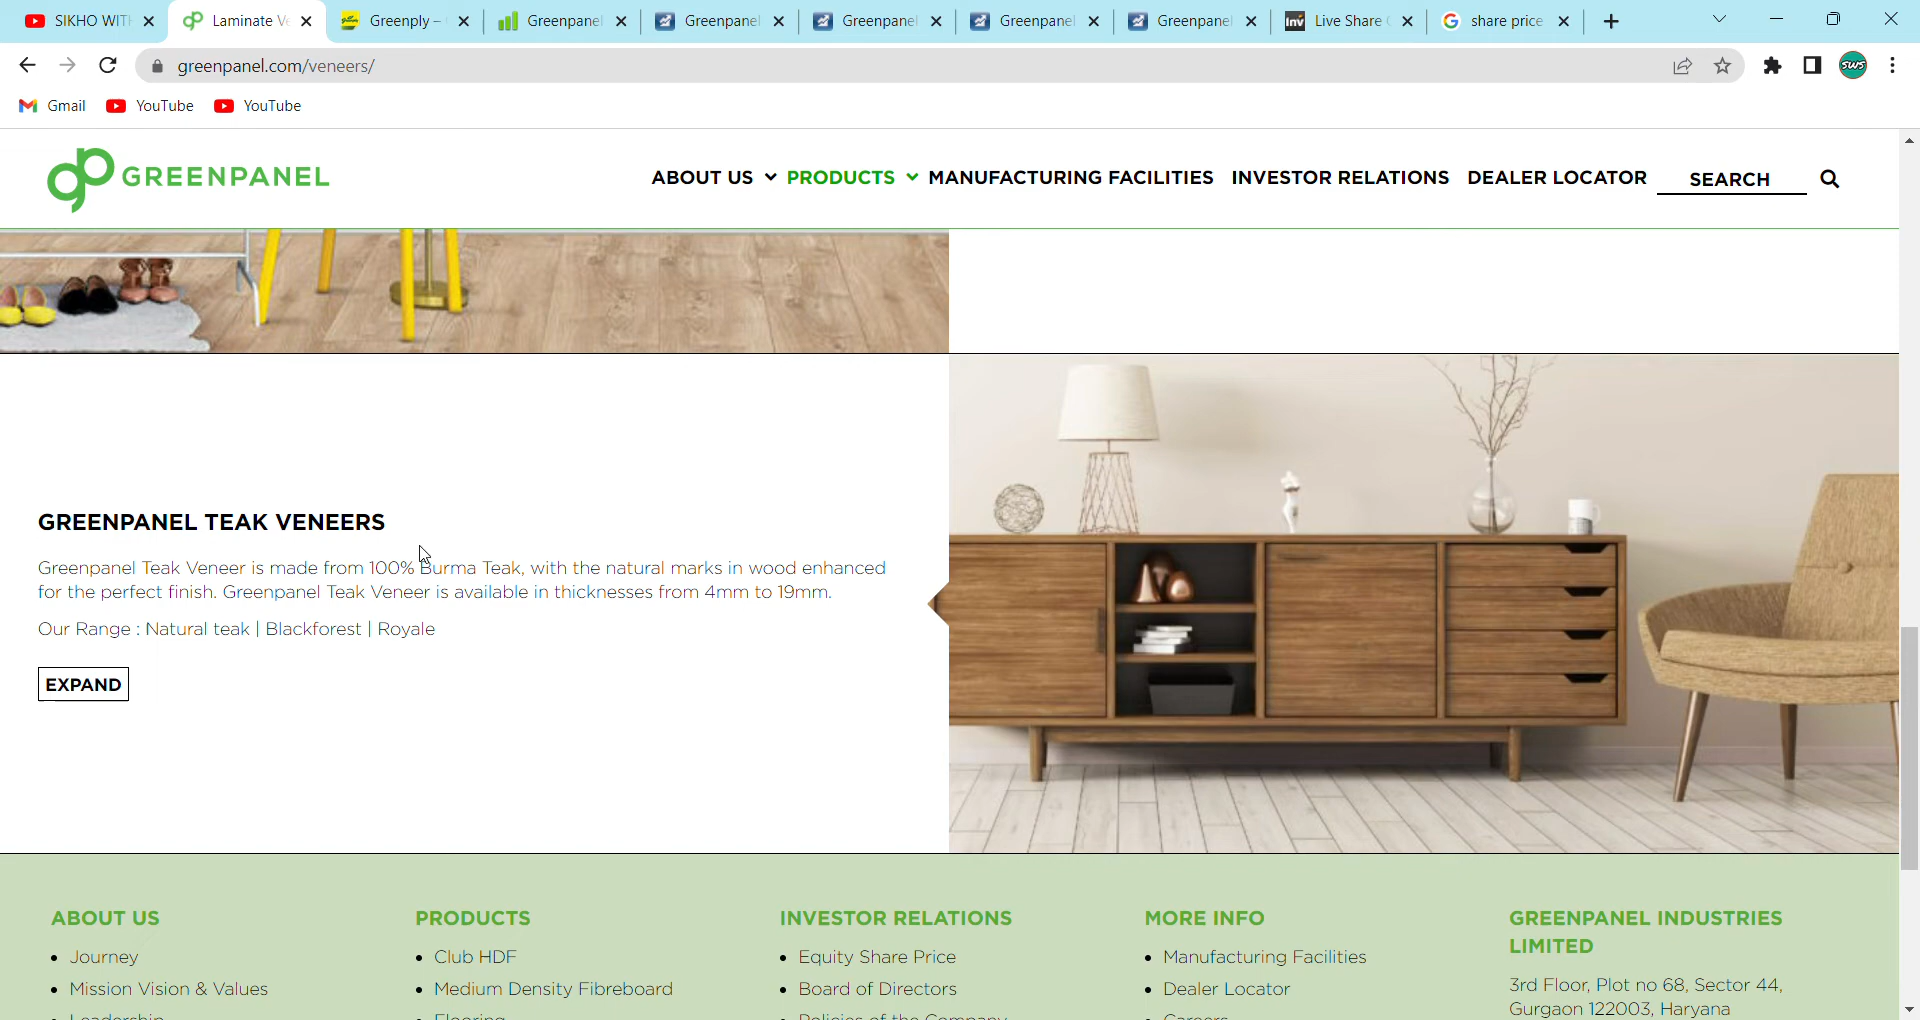 SIKHO WIT
Laminate Ve
Greenply –
Greenpanel
Greenpanel
Greenpanel
Greenpanel
Greenpanel
Live Share
share price
greenpanel.com/veneers/
SWS
Gmail
YouTube
YouTube
GREENPANEL
ABOUT US
PRODUCTS
MANUFACTURING FACILITIES
INVESTOR RELATIONS
DEALER LOCATOR
SEARCH
GREENPANEL TEAK VENEERS
Greenpanel Teak Veneer is made from 100% Burma Teak, with the natural marks in wood enhanced
for the perfect finish. Greenpanel Teak Veneer is available in thicknesses from 4mm to 19mm.
Our Range : Natural teak | Blackforest | Royale
EXPAND
ABOUT US
• Journey
• Mission Vision & Values
• Leadership
PRODUCTS
• Club HDF
• Medium Density Fibreboard
• Flooring
INVESTOR RELATIONS
• Equity Share Price
• Board of Directors
• Policies of the Company
MORE INFO
• Manufacturing Facilities
• Dealer Locator
• Careers
GREENPANEL INDUSTRIES
LIMITED
3rd Floor, Plot no 68, Sector 44,
Gurgaon 122003, Haryana